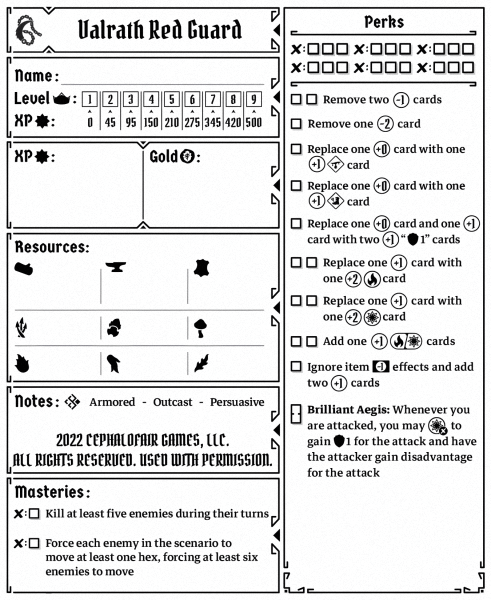 Valrath Red Guard
Name:
Level : 1 2 3 4 5 6 7 8 9
XP : 0 45 95 150 210 275 345 420 500
XP : Gold :
Resources:
Notes: Armored - Outcast - Persuasive
2022 CEPHALOFAIR GAMES, LLC.
ALL RIGHTS RESERVED. USED WITH PERMISSION.
Masteries:
Kill at least five enemies during their turns
Force each enemy in the scenario to
move at least one hex, forcing at least six
enemies to move
Perks
Remove two -1 cards
Remove one -2 card
Replace one +0 card with one
+1 card
Replace one +0 card with one
+1 card
Replace one +0 card and one +1
card with two +1 “ 1” cards
Replace one +1 card with
one +2 card
Replace one +1 card with
one +2 card
Add one +1 / cards
Ignore item -1 effects and add
two +1 cards
Brilliant Aegis: Whenever you
are attacked, you may to
gain 1 for the attack and have
the attacker gain disadvantage
for the attack